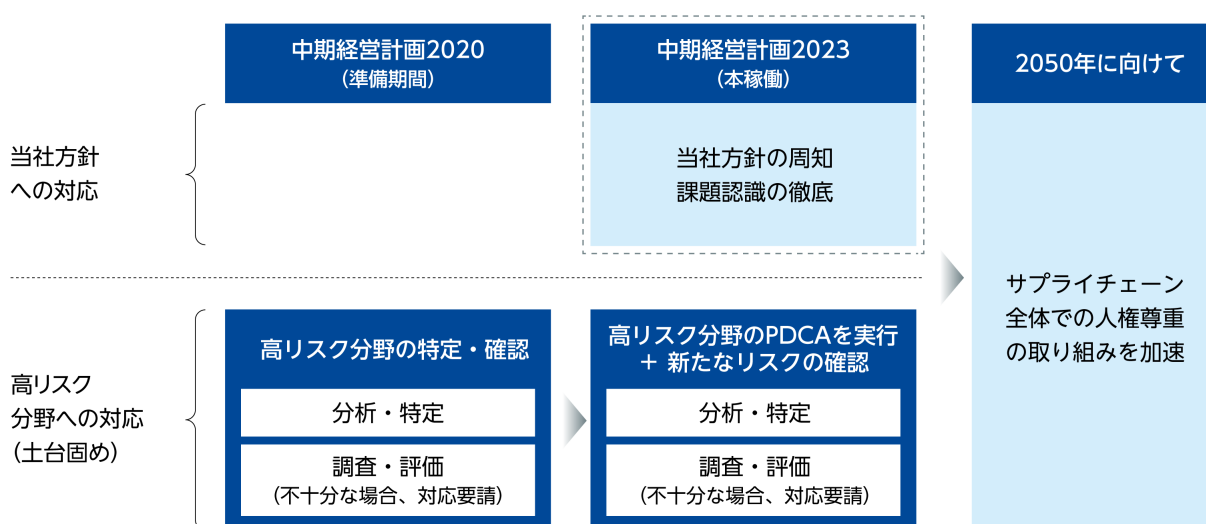 中期経営計画2020
(準備期間)
中期経営計画2023
(本稼働)
2050年に向けて
当社方針
への対応
当社方針の周知
課題認識の徹底
サプライチェーン
全体での人権尊重
の取り組みを加速
高リスク
分野への対応
(土台固め)
高リスク分野の特定・確認
分析・特定
調査・評価
(不十分な場合、対応要請)
高リスク分野のPDCAを実行
+ 新たなリスクの確認
分析・特定
調査・評価
(不十分な場合、対応要請)